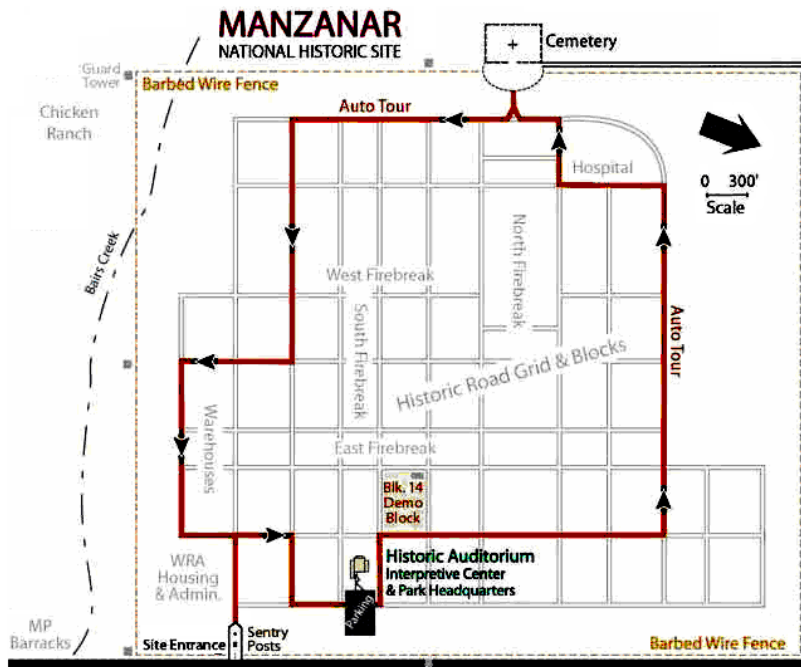 MANZANAR
NATIONAL HISTORIC SITE
Cemetery
Guard
Tower
Barbed Wire Fence
Chicken
Ranch
Auto Tour
Hospital
0 300'
Scale
Bairs Creek
North Firebreak
West Firebreak
South Firebreak
Auto Tour
Historic Road Grid & Blocks
Warehouses
East Firebreak
Blk. 14
Demo
Block
WRA
Housing
& Admin.
Historic Auditorium
Interpretive Center
& Park Headquarters
Parking
MP
Barracks
Site Entrance
Sentry
Posts
Barbed Wire Fence